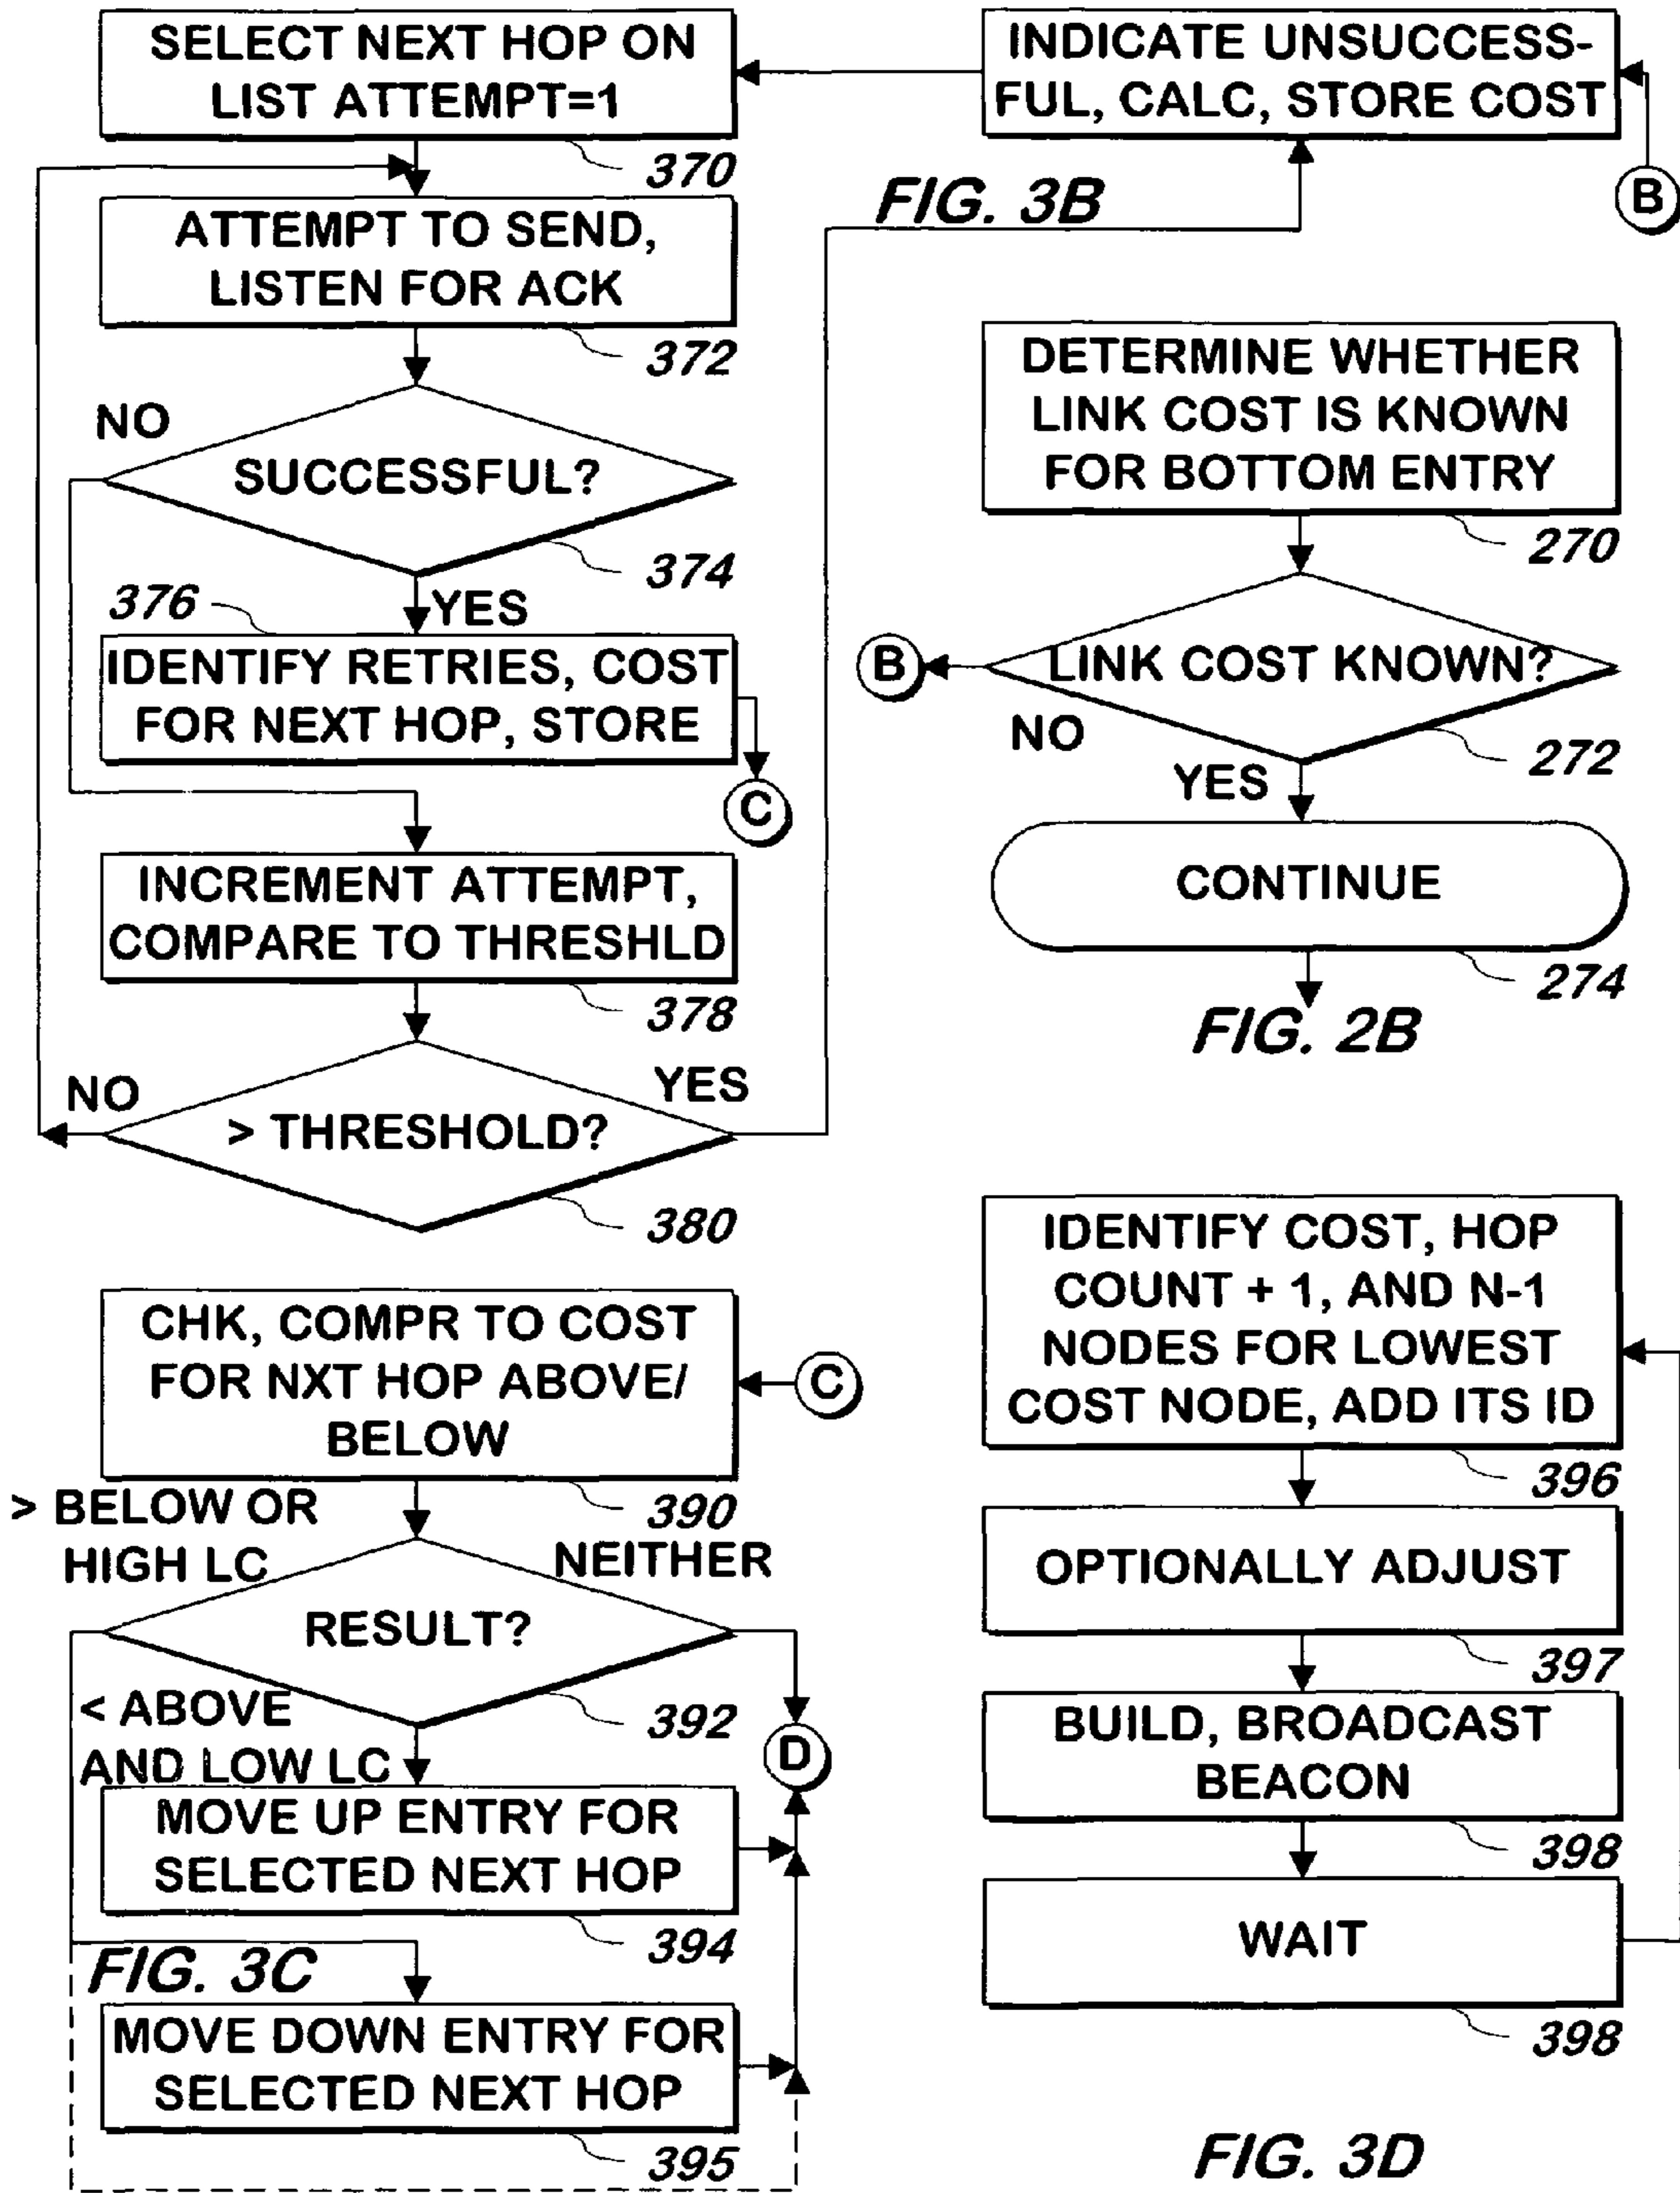 SELECT NEXT HOP ON
LIST ATTEMPT=1
370
ATTEMPT TO SEND,
LISTEN FOR ACK
372
NO
SUCCESSFUL?
374
376
YES
IDENTIFY RETRIES, COST
FOR NEXT HOP, STORE
C
INCREMENT ATTEMPT,
COMPARE TO THRESHLD
378
NO
YES
> THRESHOLD?
380
INDICATE UNSUCCESS-
FUL, CALC, STORE COST
B
FIG. 3B
DETERMINE WHETHER
LINK COST IS KNOWN
FOR BOTTOM ENTRY
270
B
LINK COST KNOWN?
NO
272
YES
CONTINUE
274
FIG. 2B
CHK, COMPR TO COST
FOR NXT HOP ABOVE/
BELOW
C
390
> BELOW OR
HIGH LC
NEITHER
RESULT?
392
< ABOVE
AND LOW LC
D
MOVE UP ENTRY FOR
SELECTED NEXT HOP
394
FIG. 3C
MOVE DOWN ENTRY FOR
SELECTED NEXT HOP
395
IDENTIFY COST, HOP
COUNT + 1, AND N-1
NODES FOR LOWEST
COST NODE, ADD ITS ID
396
OPTIONALLY ADJUST
397
BUILD, BROADCAST
BEACON
398
WAIT
398
FIG. 3D